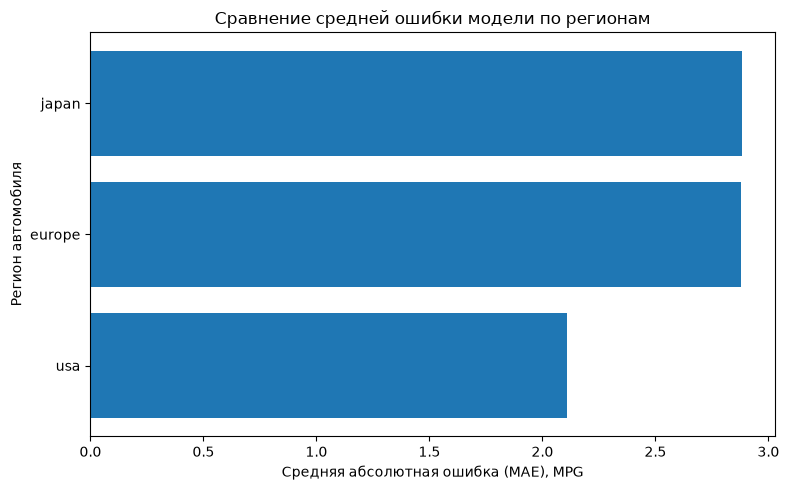 Сравнение средней ошибки модели по регионам
Регион автомобиля
japan
europe
usa
0.0 0.5 1.0 1.5 2.0 2.5 3.0
Средняя абсолютная ошибка (MAE), MPG